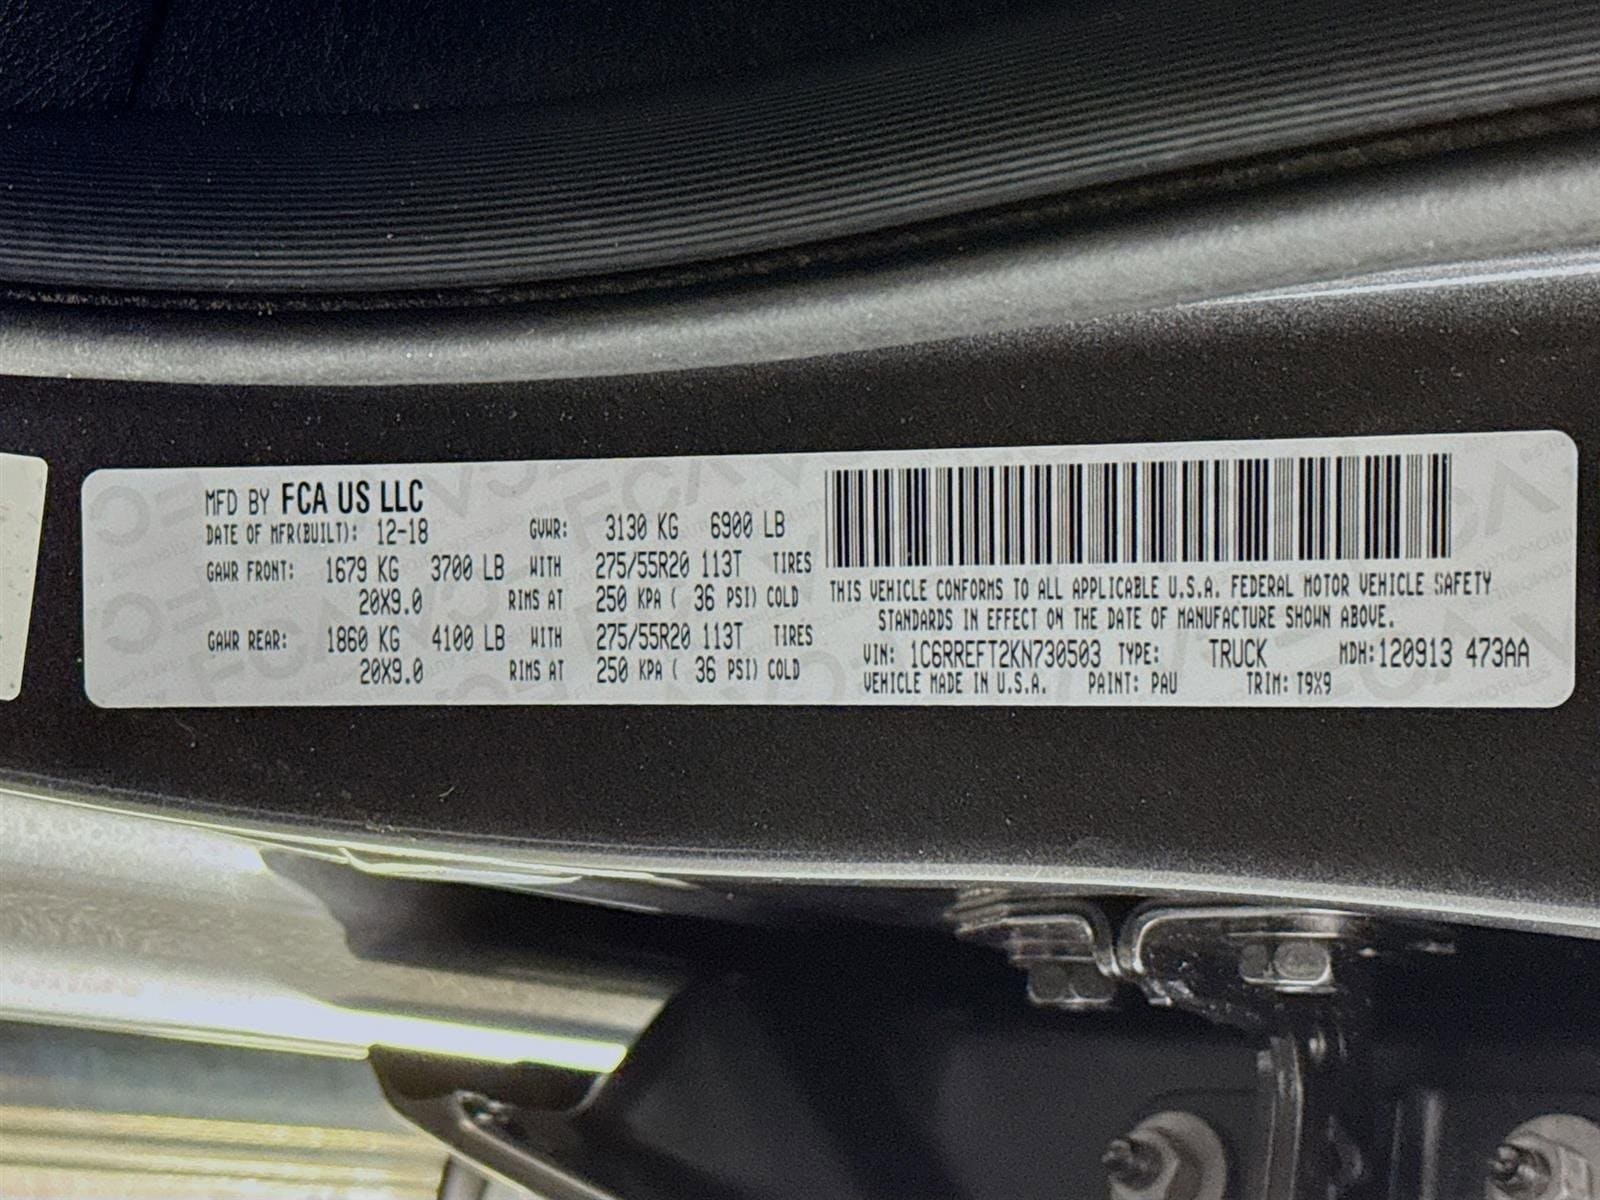 MFD BY FCA US LLC
DATE OF MFR(BUILT): 12-18 GVWR: 3130 KG 6900 LB
GAWR FRONT: 1679 KG 3700 LB WITH 275/55R20 113T TIRES
20X9.0 RIMS AT 250 KPA ( 36 PSI) COLD
GAWR REAR: 1860 KG 4100 LB WITH 275/55R20 113T TIRES
20X9.0 RIMS AT 250 KPA ( 36 PSI) COLD
THIS VEHICLE CONFORMS TO ALL APPLICABLE U.S.A. FEDERAL MOTOR VEHICLE SAFETY
STANDARDS IN EFFECT ON THE DATE OF MANUFACTURE SHOWN ABOVE.
VIN: 1C6RREFT2KN730503 TYPE: TRUCK MDH:120913 473AA
VEHICLE MADE IN U.S.A. PAINT: PAU TRIM: T9X9